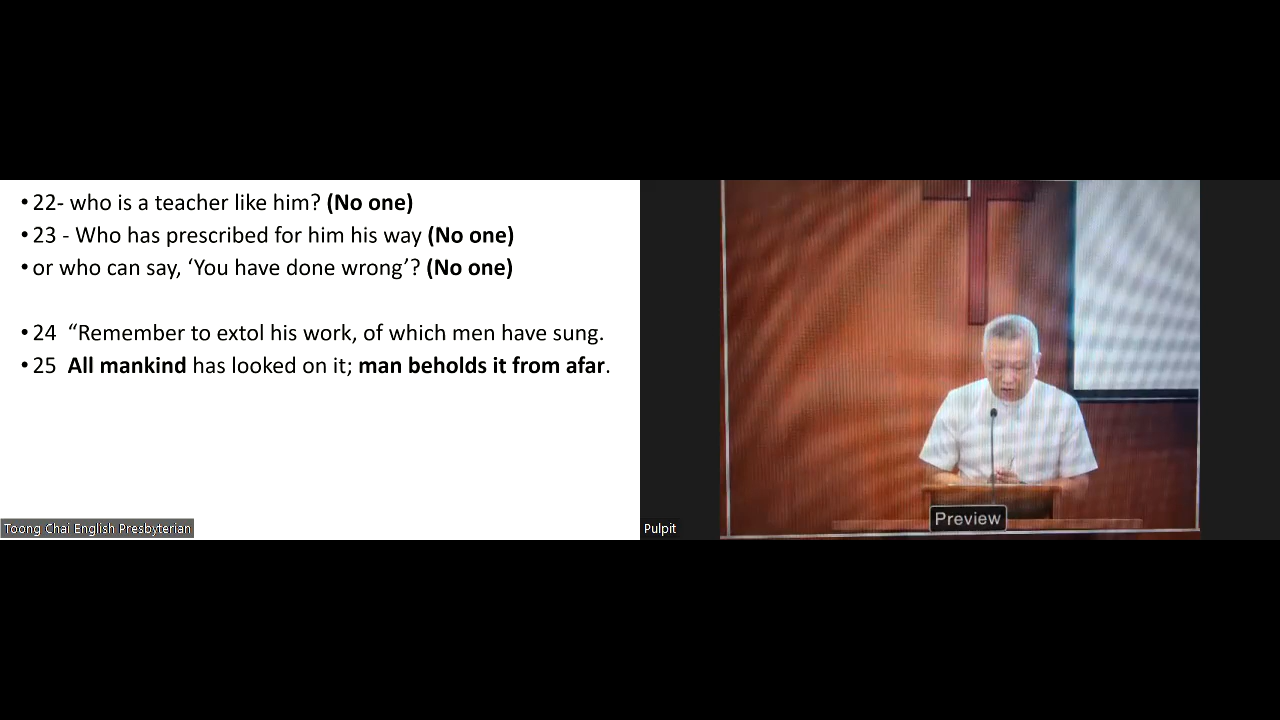 • 22- who is a teacher like him? (No one)
• 23 - Who has prescribed for him his way (No one)
• or who can say, ‘You have done wrong’? (No one)
• 24  “Remember to extol his work, of which men have sung.
• 25  All mankind has looked on it; man beholds it from afar.
Toong Chai English Presbyterian
Pulpit
Preview